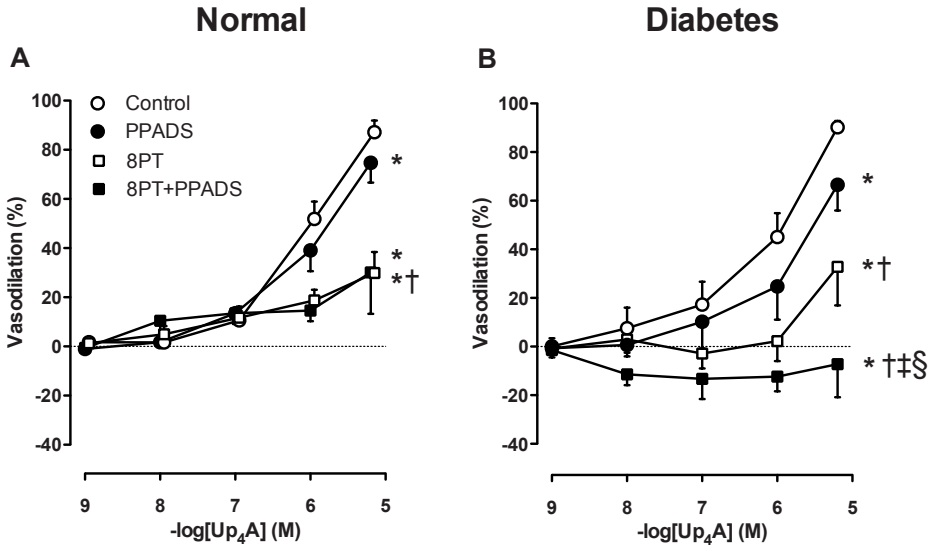 Normal
Diabetes
A
B
Control
PPADS
8PT
8PT+PPADS
Vasodilation (%)
100
80
60
40
20
0
-20
-40
*
*
*†
9 8 7 6 5
-log[Up₄A] (M)
Vasodilation (%)
100
80
60
40
20
0
-20
-40
*
*†
* †‡§
9 8 7 6 5
-log[Up₄A] (M)